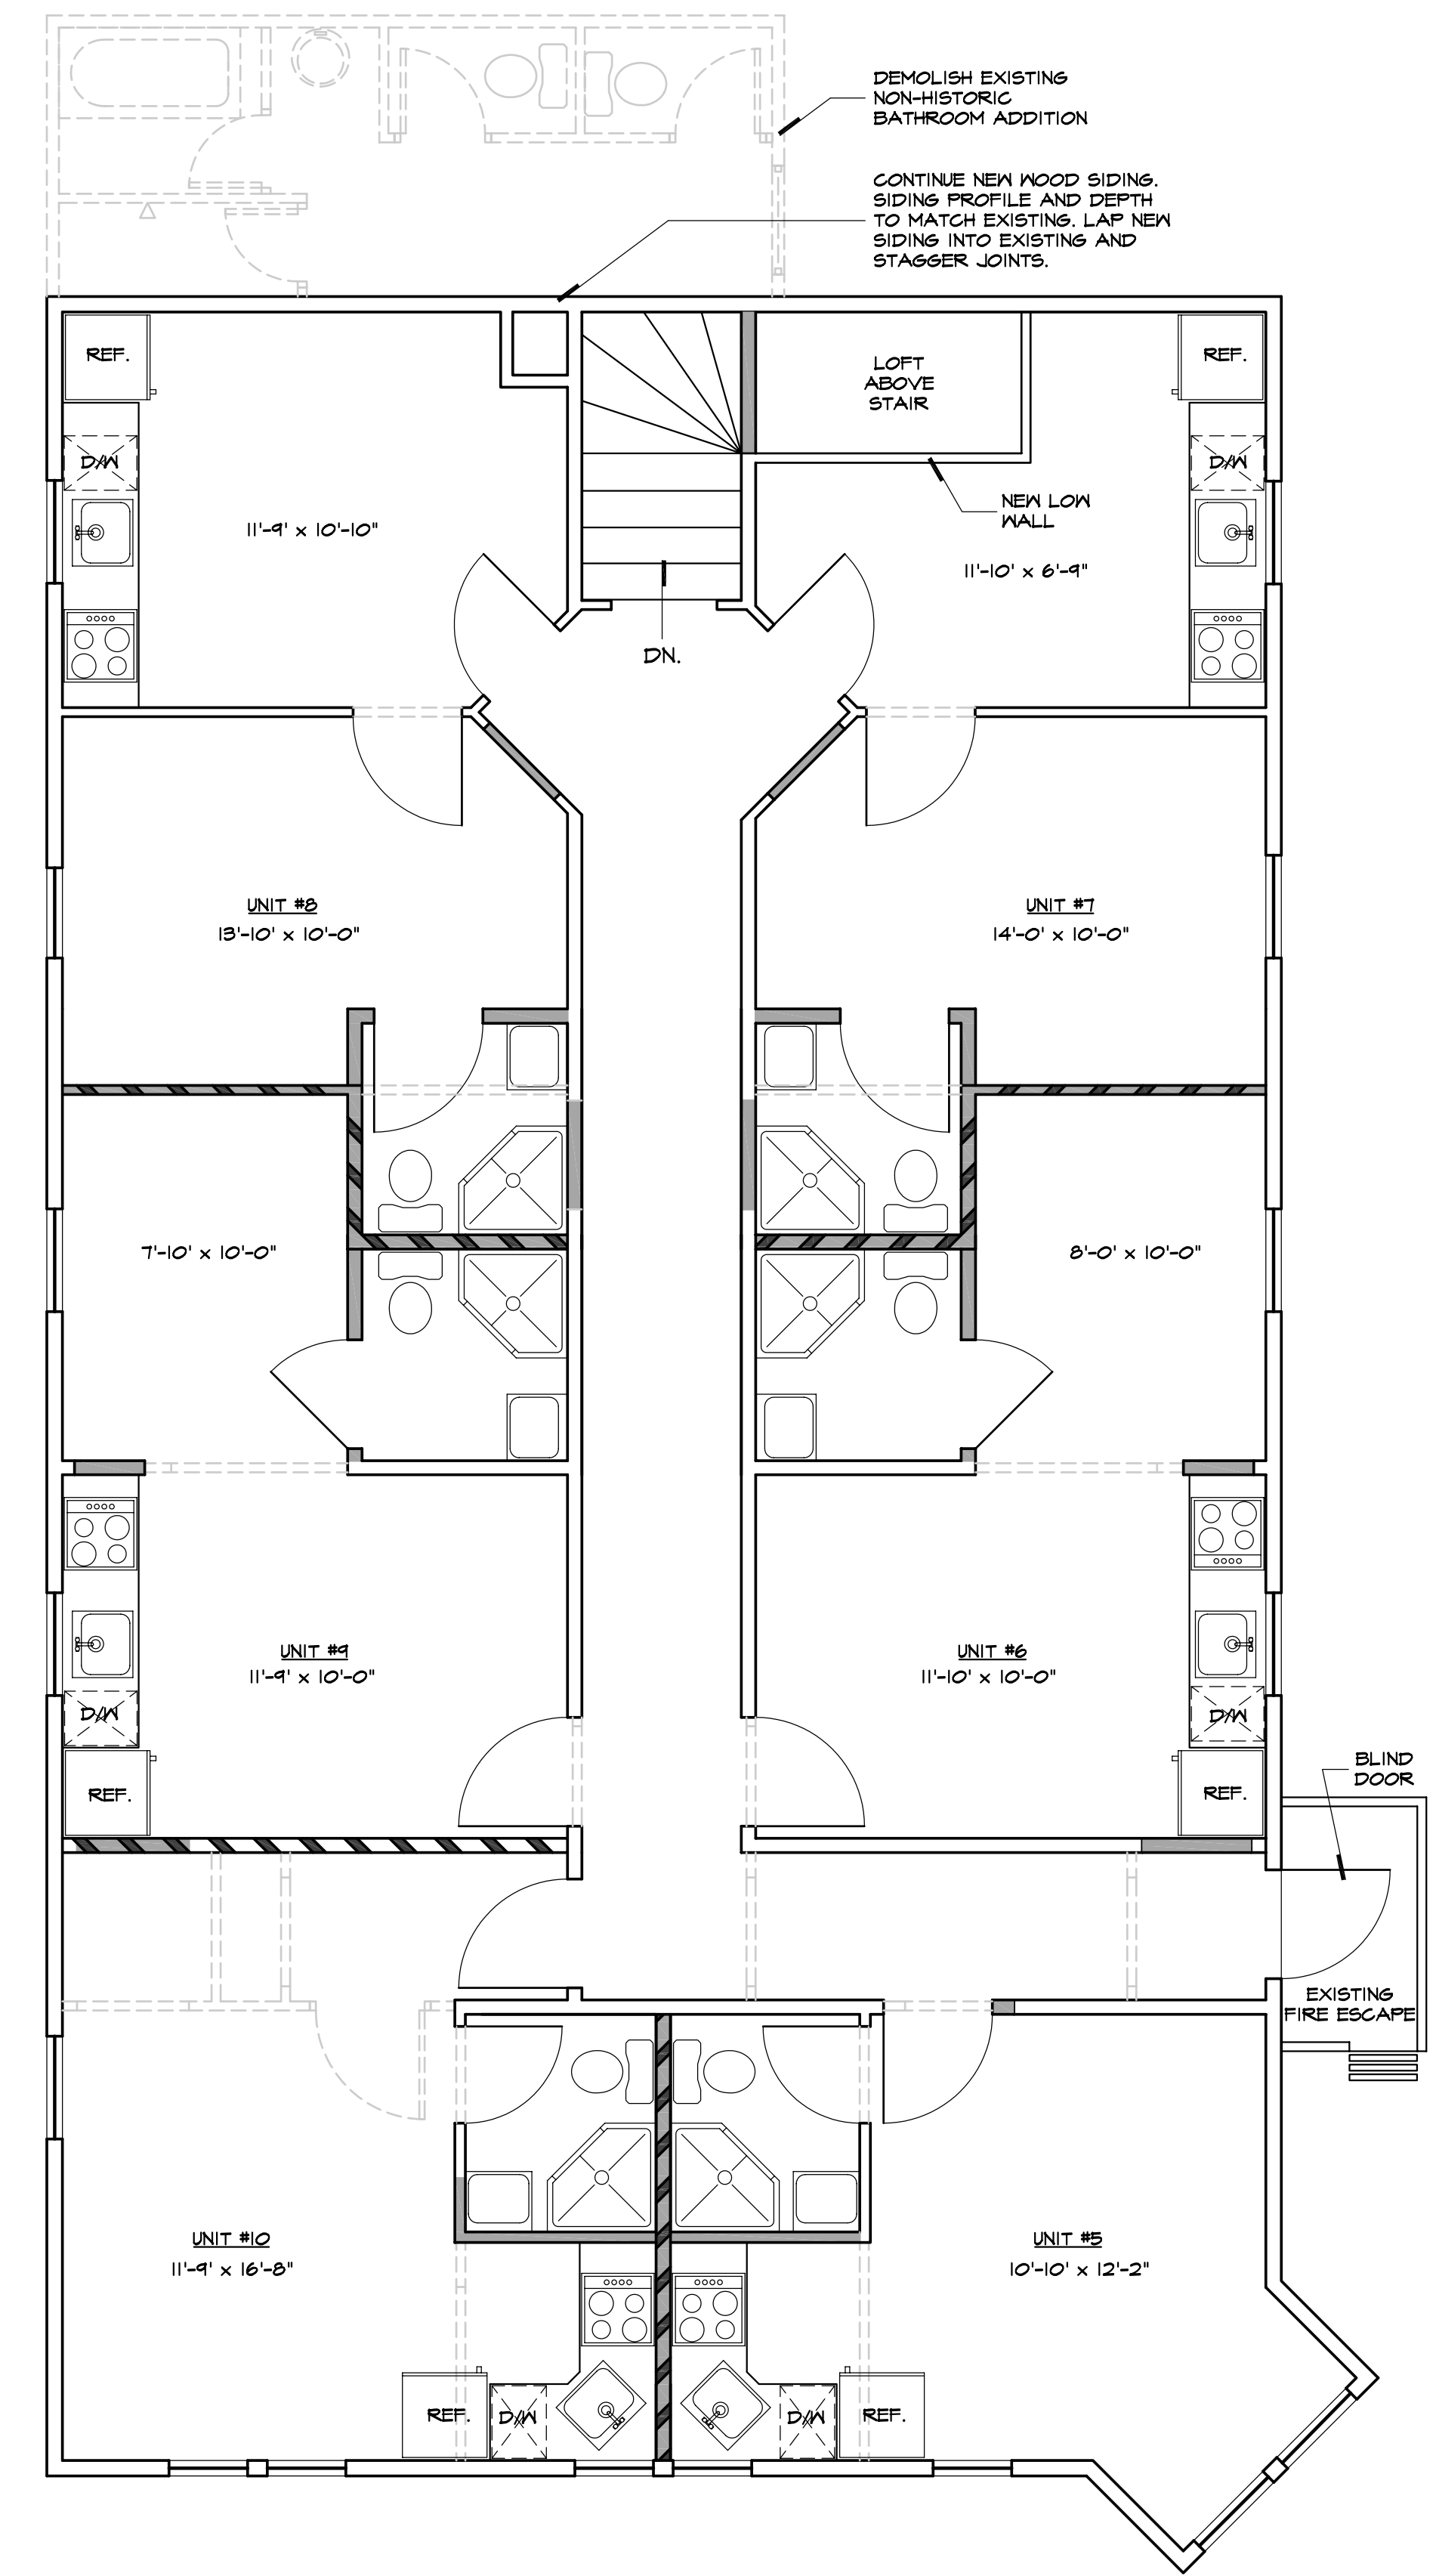 DEMOLISH EXISTING
NON-HISTORIC
BATHROOM ADDITION
CONTINUE NEW WOOD SIDING.
SIDING PROFILE AND DEPTH
TO MATCH EXISTING. LAP NEW
SIDING INTO EXISTING AND
STAGGER JOINTS.
REF.
LOFT
ABOVE
STAIR
REF.
D/W
D/W
NEW LOW
WALL
11'-9' x 10'-10"
11'-10' x 6'-9"
DN.
UNIT #8
13'-10' x 10'-0"
UNIT #7
14'-0' x 10'-0"
7'-10' x 10'-0"
8'-0' x 10'-0"
UNIT #9
11'-9' x 10'-0"
UNIT #6
11'-10' x 10'-0"
D/W
D/W
REF.
REF.
BLIND
DOOR
EXISTING
FIRE ESCAPE
UNIT #10
11'-9' x 16'-8"
UNIT #5
10'-10' x 12'-2"
REF.
D/W
D/W
REF.